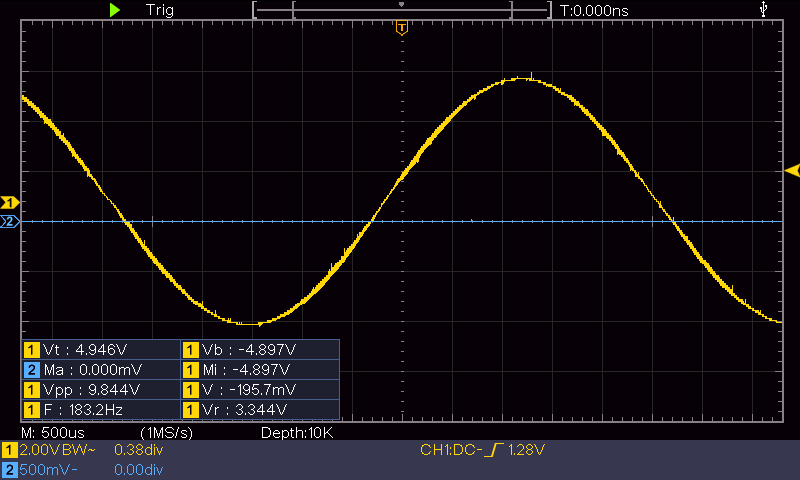 Trig T:0.000ns
T
1
2
1 Vt : 4.946V 1 Vb : -4.897V
2 Ma : 0.000mV 1 Mi : -4.897V
1 Vpp : 9.844V 1 V : -195.7mV
1 F : 183.2Hz 1 Vr : 3.344V
M: 500us (1MS/s) Depth:10K
1 2.00VBW~ 0.38div CH1:DC- 1.28V
2 500mV- 0.00div